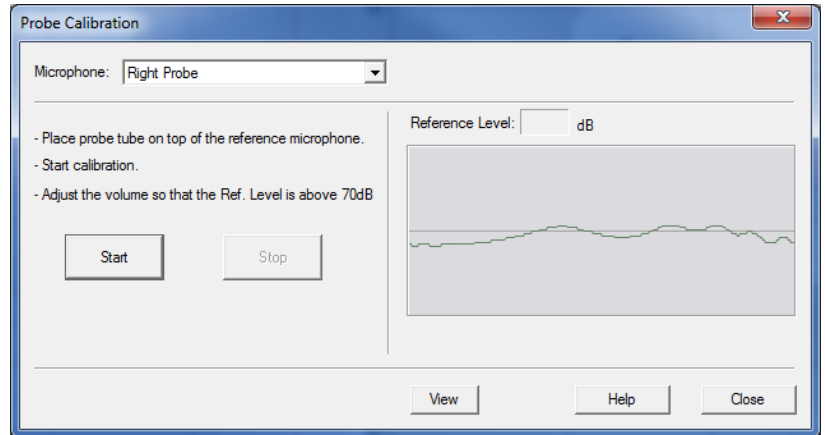 Probe Calibration
Microphone: Right Probe
- Place probe tube on top of the reference microphone.
- Start calibration.
- Adjust the volume so that the Ref. Level is above 70dB
Start Stop
Reference Level: dB
View Help Close